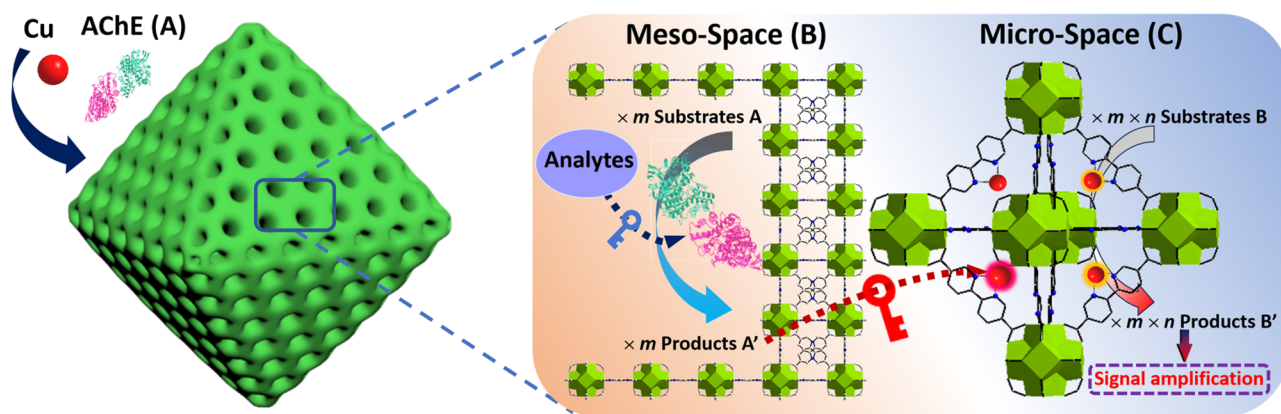 Cu
AChE (A)
Meso-Space (B)
× m Substrates A
Analytes
× m Products A’
Micro-Space (C)
× m × n Substrates B
× m × n Products B’
Signal amplification